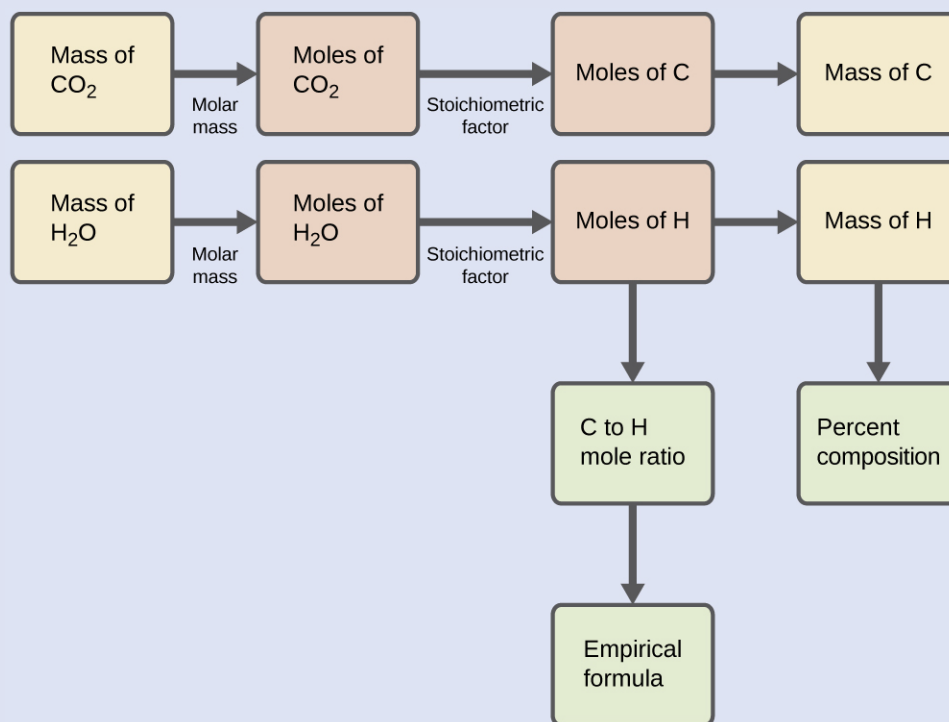 Mass of
CO₂
Molar
mass
Moles of
CO₂
Stoichiometric
factor
Moles of C
Mass of C
Mass of
H₂O
Molar
mass
Moles of
H₂O
Stoichiometric
factor
Moles of H
Mass of H
C to H
mole ratio
Percent
composition
Empirical
formula